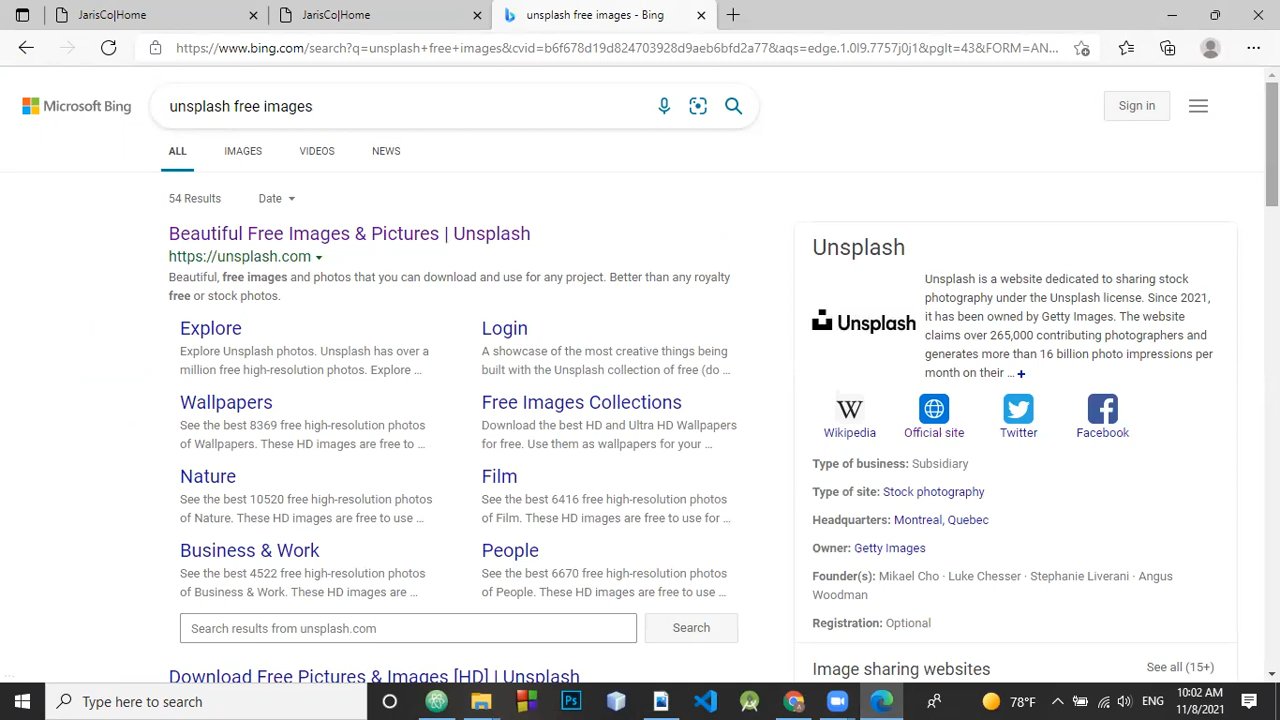 JarisCo|Home
JarisCo|Home
unsplash free images - Bing
https://www.bing.com/search?q=unsplash+free+images&cvid=b6f678d19d824703928d9aeb6bfd2a77&aqs=edge.1.0l9.7757j0j1&pglt=43&FORM=AN...
Microsoft Bing
unsplash free images
Sign in
ALL
IMAGES
VIDEOS
NEWS
54 Results
Date
Beautiful Free Images & Pictures | Unsplash
https://unsplash.com
Beautiful, free images and photos that you can download and use for any project. Better than any royalty
free or stock photos.
Explore
Explore Unsplash photos. Unsplash has over a
million free high-resolution photos. Explore ...
Login
A showcase of the most creative things being
built with the Unsplash collection of free (do ...
Wallpapers
See the best 8369 free high-resolution photos
of Wallpapers. These HD images are free to ...
Free Images Collections
Download the best HD and Ultra HD Wallpapers
for free. Use them as wallpapers for your ...
Nature
See the best 10520 free high-resolution photos
of Nature. These HD images are free to use ...
Film
See the best 6416 free high-resolution photos
of Film. These HD images are free to use for ...
Business & Work
See the best 4522 free high-resolution photos
of Business & Work. These HD images are ...
People
See the best 6670 free high-resolution photos
of People. These HD images are free to use ...
Search results from unsplash.com
Search
Download Free Pictures & Images [HD] | Unsplash
Unsplash
Unsplash
Unsplash is a website dedicated to sharing stock
photography under the Unsplash license. Since 2021,
it has been owned by Getty Images. The website
claims over 265,000 contributing photographers and
generates more than 16 billion photo impressions per
month on their ... +
W
Wikipedia
Official site
Twitter
Facebook
Type of business: Subsidiary
Type of site: Stock photography
Headquarters: Montreal, Quebec
Owner: Getty Images
Founder(s): Mikael Cho · Luke Chesser · Stephanie Liverani · Angus
Woodman
Registration: Optional
Image sharing websites
See all (15+)
Type here to search
Ps
78°F
ENG
10:02 AM
11/8/2021